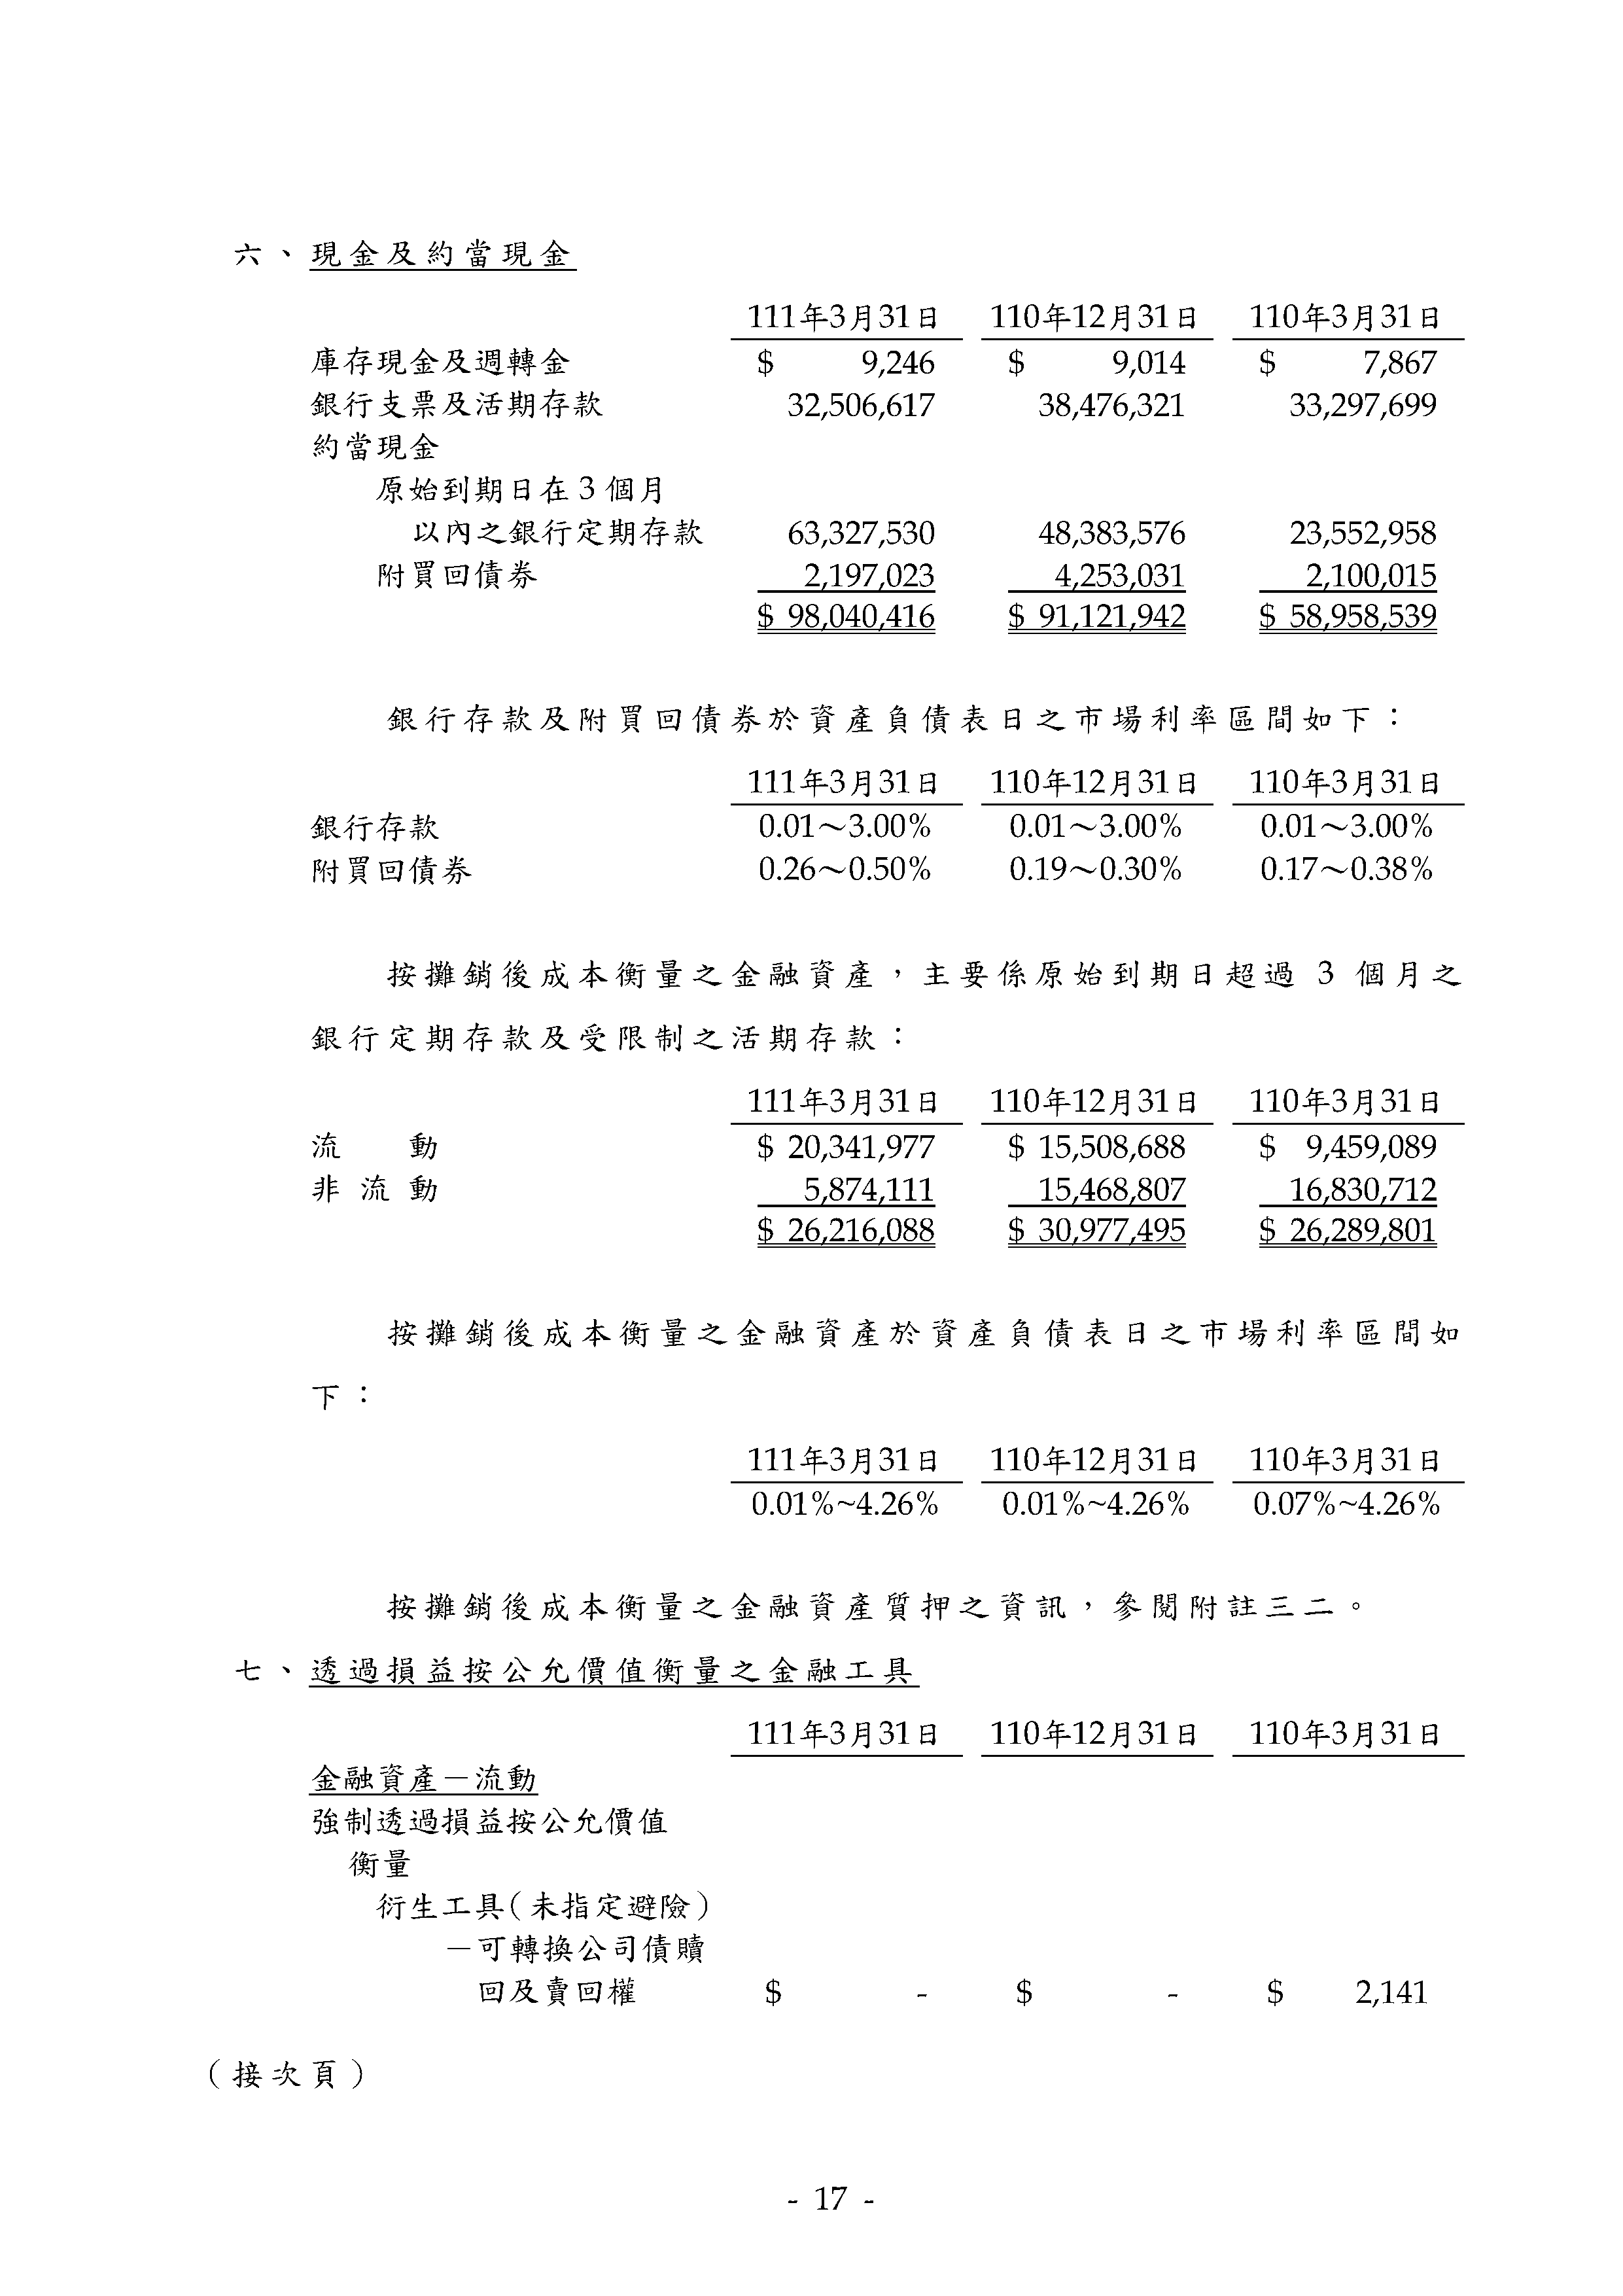 六、現金及約當現金
111年3月31日 110年12月31日 110年3月31日
庫存現金及週轉金 $ 9,246 $ 9,014 $ 7,867
銀行支票及活期存款 32,506,617 38,476,321 33,297,699
約當現金
原始到期日在3個月
以內之銀行定期存款 63,327,530 48,383,576 23,552,958
附買回債券 2,197,023 4,253,031 2,100,015
$ 98,040,416 $ 91,121,942 $ 58,958,539
銀行存款及附買回債券於資產負債表日之市場利率區間如下：
111年3月31日 110年12月31日 110年3月31日
銀行存款 0.01～3.00% 0.01～3.00% 0.01～3.00%
附買回債券 0.26～0.50% 0.19～0.30% 0.17～0.38%
按攤銷後成本衡量之金融資產，主要係原始到期日超過 3 個月之
銀行定期存款及受限制之活期存款：
111年3月31日 110年12月31日 110年3月31日
流　　動 $ 20,341,977 $ 15,508,688 $ 9,459,089
非 流 動 5,874,111 15,468,807 16,830,712
$ 26,216,088 $ 30,977,495 $ 26,289,801
按攤銷後成本衡量之金融資產於資產負債表日之市場利率區間如
下：
111年3月31日 110年12月31日 110年3月31日
0.01%~4.26% 0.01%~4.26% 0.07%~4.26%
按攤銷後成本衡量之金融資產質押之資訊，參閱附註三二。
七、透過損益按公允價值衡量之金融工具
111年3月31日 110年12月31日 110年3月31日
金融資產－流動
強制透過損益按公允價值
衡量
衍生工具（未指定避險）
－可轉換公司債贖
回及賣回權 $ - $ - $ 2,141
（接次頁）
- 17 -